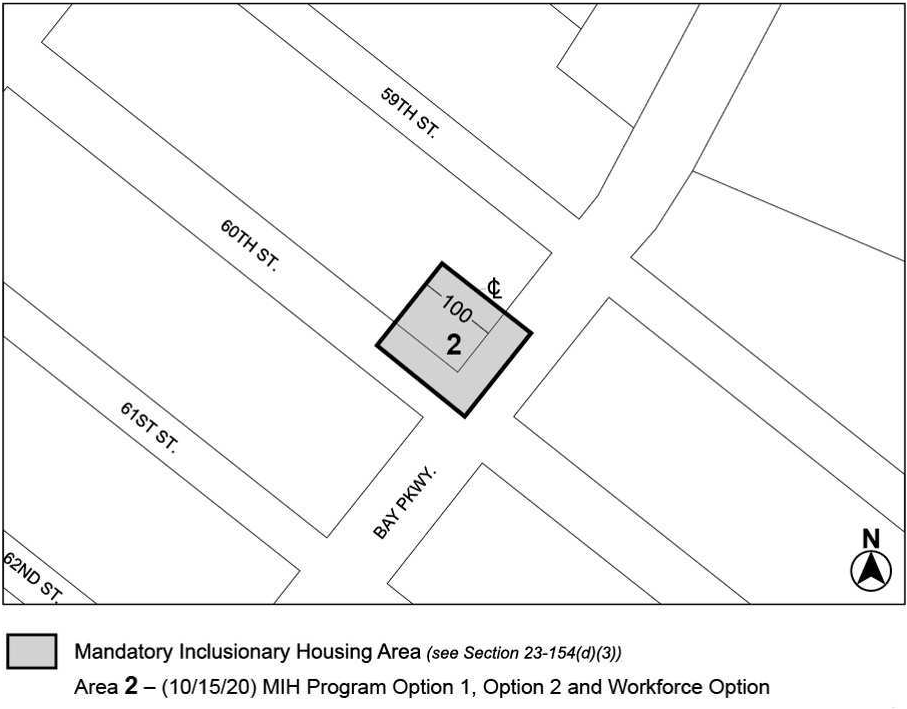 59TH ST.
60TH ST.
℄
100
2
61ST ST.
BAY PKWY.
62ND ST.
N
Mandatory Inclusionary Housing Area (see Section 23-154(d)(3))
Area 2 – (10/15/20) MIH Program Option 1, Option 2 and Workforce Option